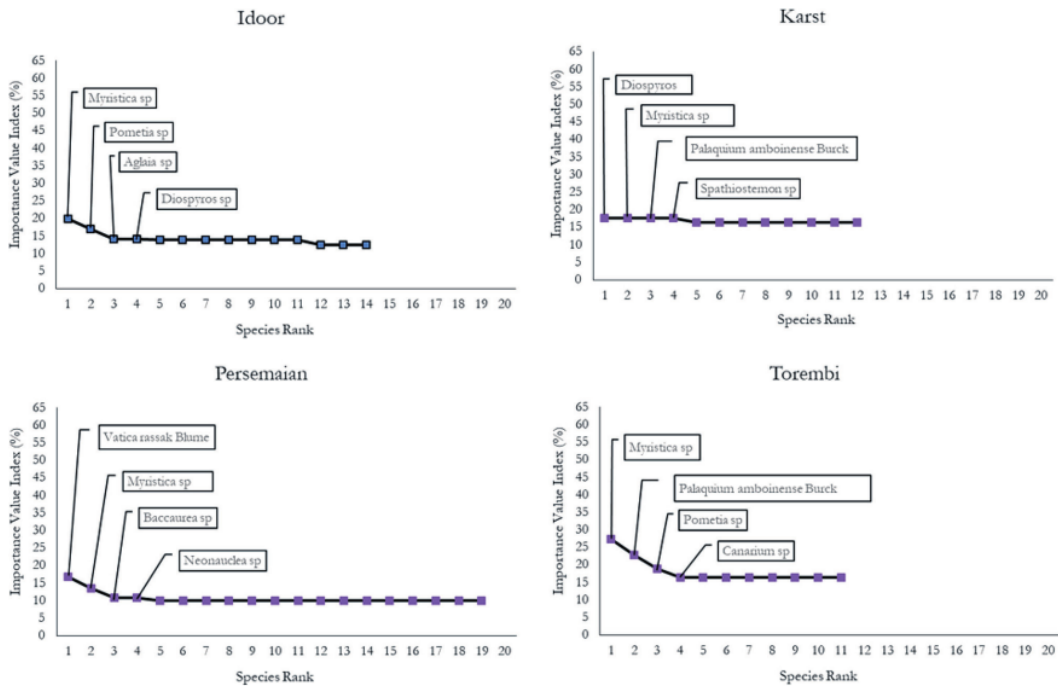 Idoor
Importance Value Index (%)
65
60
55
50
45
40
35
30
25
20
15
10
5
0
Myristica sp
Pometia sp
Aglaia sp
Diospyros sp
1 2 3 4 5 6 7 8 9 10 11 12 13 14 15 16 17 18 19 20
Species Rank
Karst
Importance Value Index (%)
65
60
55
50
45
40
35
30
25
20
15
10
5
0
Diospyros
Myristica sp
Palaquium amboinense Burck
Spathiostemon sp
1 2 3 4 5 6 7 8 9 10 11 12 13 14 15 16 17 18 19 20
Species Rank
Persemaian
Importance Value Index (%)
65
60
55
50
45
40
35
30
25
20
15
10
5
0
Vatica rassak Blume
Myristica sp
Baccaurea sp
Neonauclea sp
1 2 3 4 5 6 7 8 9 10 11 12 13 14 15 16 17 18 19 20
Species Rank
Torembi
Importance Value Index (%)
65
60
55
50
45
40
35
30
25
20
15
10
5
0
Myristica sp
Palaquium amboinense Burck
Pometia sp
Canarium sp
1 2 3 4 5 6 7 8 9 10 11 12 13 14 15 16 17 18 19 20
Species Rank